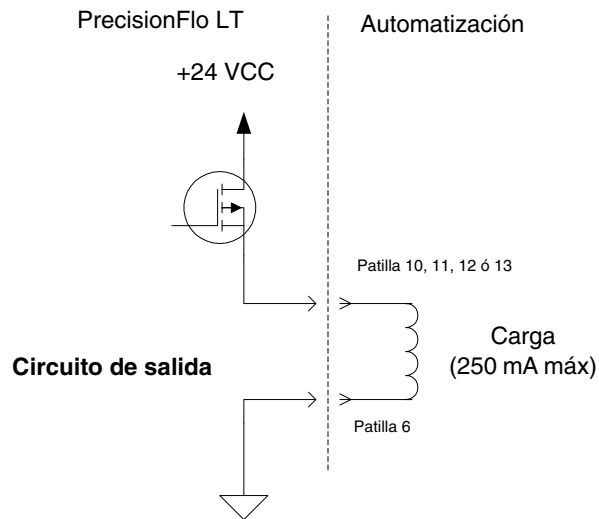 PrecisionFlo LT
Automatización
+24 VCC
Patilla 10, 11, 12 ó 13
Circuito de salida
Carga
(250 mA máx)
Patilla 6